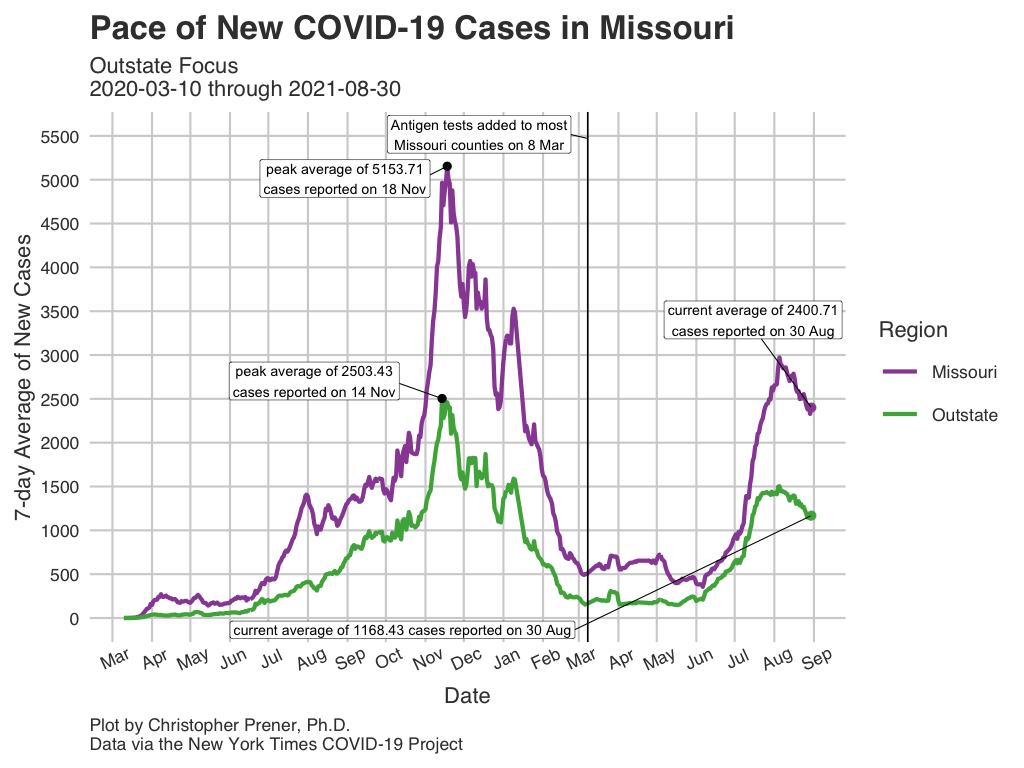 Pace of New COVID-19 Cases in Missouri
Outstate Focus
2020-03-10 through 2021-08-30
Antigen tests added to most
Missouri counties on 8 Mar
peak average of 5153.71
cases reported on 18 Nov
current average of 2400.71
cases reported on 30 Aug
peak average of 2503.43
cases reported on 14 Nov
current average of 1168.43 cases reported on 30 Aug
7-day Average of New Cases
5500
5000
4500
4000
3500
3000
2500
2000
1500
1000
500
0
Mar Apr May Jun Jul Aug Sep Oct Nov Dec Jan Feb Mar Apr May Jun Jul Aug Sep
Date
Region
Missouri
Outstate
Plot by Christopher Prener, Ph.D.
Data via the New York Times COVID-19 Project